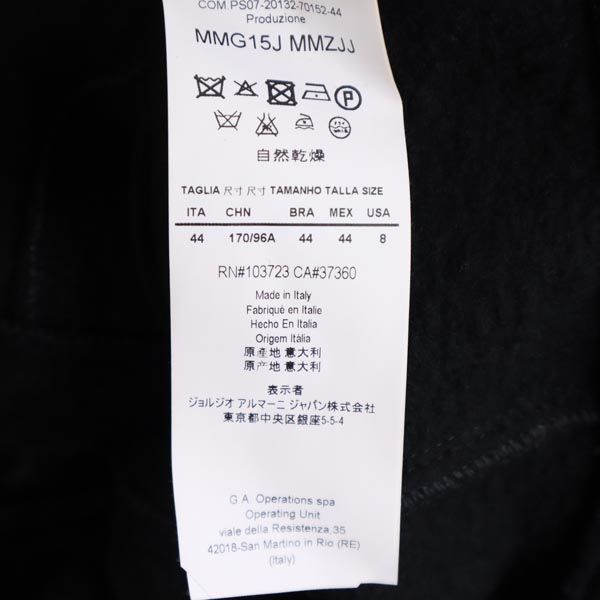 COM.PS07-20132-70152-44
Produzione
MMG15J MMZJJ
P
自然乾燥
TAGLIA 尺寸 尺寸 TAMANHO TALLA SIZE
ITA CHN BRA MEX USA
44 170/96A 44 44 8
RN#103723 CA#37360
Made in Italy
Fabriqué en Italie
Hecho En Italia
Origem Itália
原產地 意大利
原产地 意大利
表示者
ジョルジオ アルマーニ ジャパン株式会社
東京都中央区銀座5-5-4
G.A. Operations spa
Operating Unit
viale della Resistenza,35
42018-San Martino in Rio (RE)
(Italy)